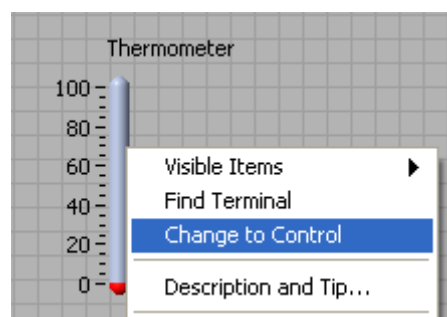 Thermometer
100
80
60
40
20
0
Visible Items
Find Terminal
Change to Control
Description and Tip...